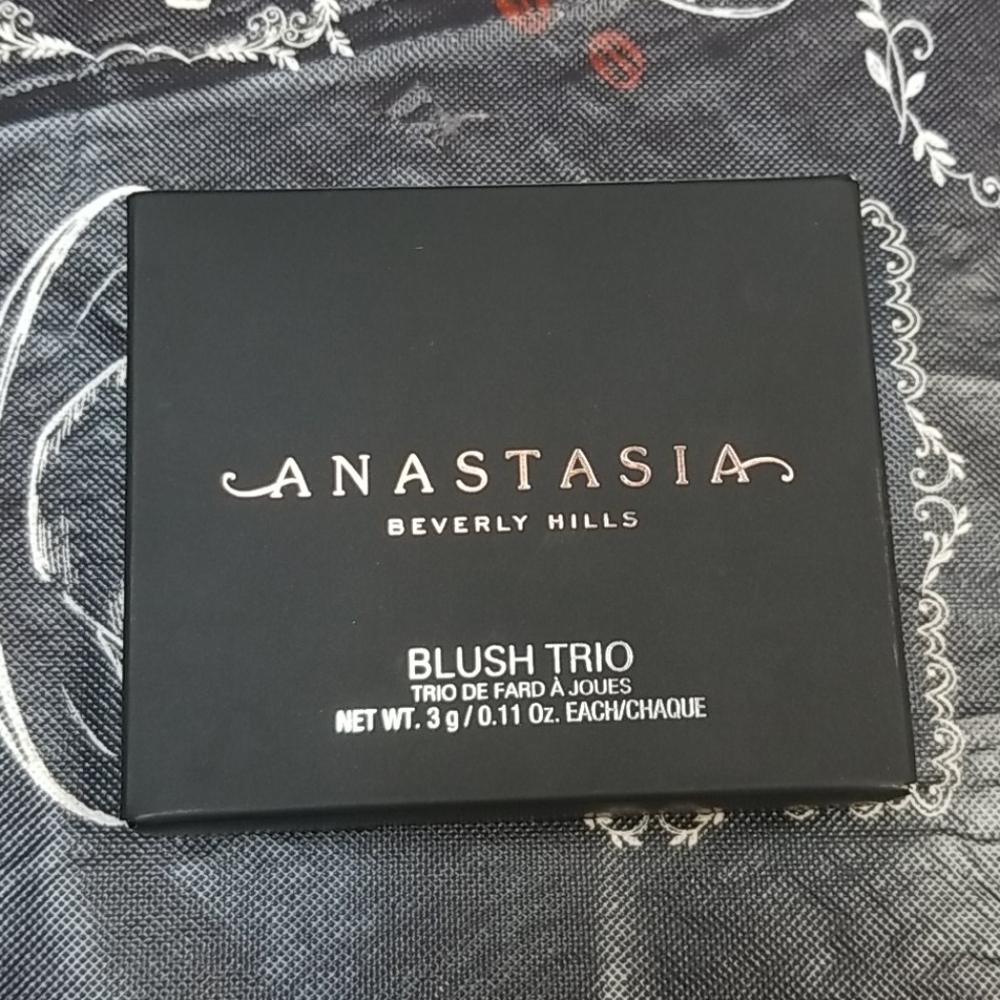 ANASTASIA
BEVERLY HILLS
BLUSH TRIO
TRIO DE FARD À JOUES
NET WT. 3 g / 0.11 Oz. EACH/CHAQUE